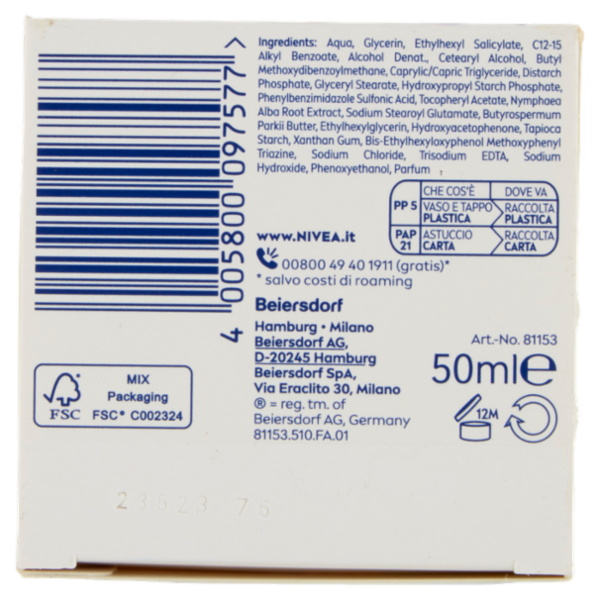 Ingredients: Aqua, Glycerin, Ethylhexyl Salicylate, C12-15
Alkyl Benzoate, Alcohol Denat., Cetearyl Alcohol, Butyl
Methoxydibenzoylmethane, Caprylic/Capric Triglyceride, Distarch
Phosphate, Glyceryl Stearate, Hydroxypropyl Starch Phosphate,
Phenylbenzimidazole Sulfonic Acid, Tocopheryl Acetate, Nymphaea
Alba Root Extract, Sodium Stearoyl Glutamate, Butyrospermum
Parkii Butter, Ethylhexylglycerin, Hydroxyacetophenone, Tapioca
Starch, Xanthan Gum, Bis-Ethylhexyloxyphenol Methoxyphenyl
Triazine, Sodium Chloride, Trisodium EDTA, Sodium
Hydroxide, Phenoxyethanol, Parfum
CHE COS'È DOVE VA
PP 5 VASO E TAPPO PLASTICA RACCOLTA PLASTICA
PAP 21 ASTUCCIO CARTA RACCOLTA CARTA
www.NIVEA.it
00800 49 40 1911 (gratis)*
* salvo costi di roaming
Beiersdorf
Hamburg • Milano
Beiersdorf AG,
D-20245 Hamburg
Beiersdorf SpA,
Via Eraclito 30, Milano
® = reg. tm. of
Beiersdorf AG, Germany
81153.510.FA.01
Art.-No. 81153
50ml℮
12M
4 005800 097577 >
FSC
MIX
Packaging
FSC® C002324